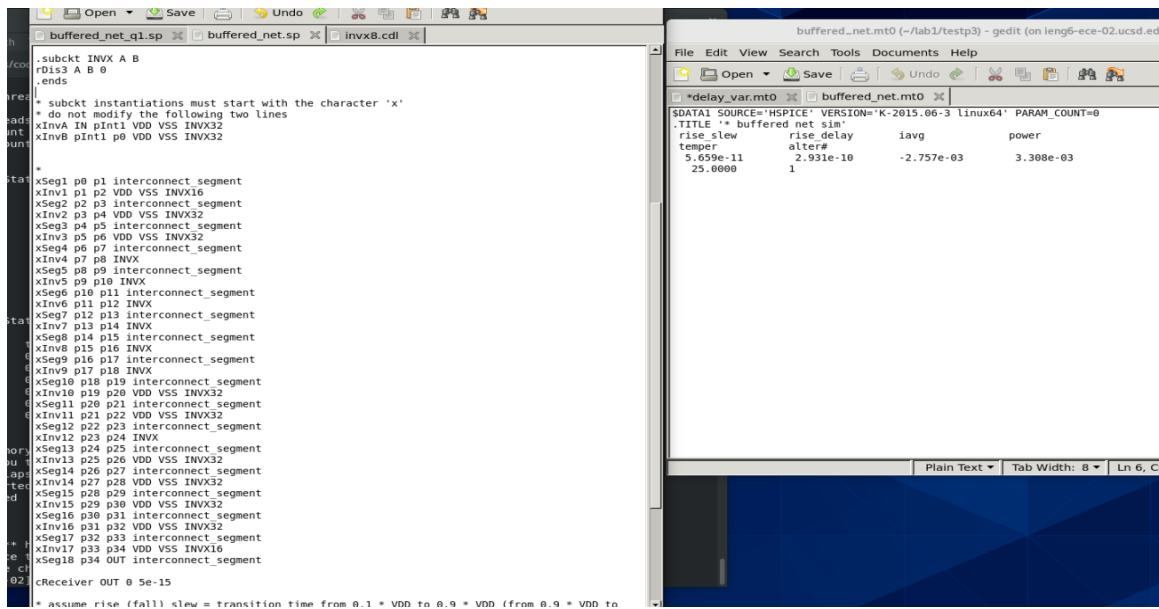 Open Save Undo
buffered_net_q1.sp buffered_net.sp invx8.cdl
.subckt INVX A B
rDis3 A B 0
.ends
* subckt instantiations must start with the character 'x'
* do not modify the following two lines
xInvA IN pInt1 VDD VSS INVX32
xInvB pInt1 p0 VDD VSS INVX32
*
xSeg1 p0 p1 interconnect_segment
xInv1 p1 p2 VDD VSS INVX16
xSeg2 p2 p3 interconnect_segment
xInv2 p3 p4 VDD VSS INVX32
xSeg3 p4 p5 interconnect_segment
xInv3 p5 p6 VDD VSS INVX32
xSeg4 p6 p7 interconnect_segment
xInv4 p7 p8 INVX
xSeg5 p8 p9 interconnect_segment
xInv5 p9 p10 INVX
xSeg6 p10 p11 interconnect_segment
xInv6 p11 p12 INVX
xSeg7 p12 p13 interconnect_segment
xInv7 p13 p14 INVX
xSeg8 p14 p15 interconnect_segment
xInv8 p15 p16 INVX
xSeg9 p16 p17 interconnect_segment
xInv9 p17 p18 INVX
xSeg10 p18 p19 interconnect_segment
xInv10 p19 p20 VDD VSS INVX32
xSeg11 p20 p21 interconnect_segment
xInv11 p21 p22 VDD VSS INVX32
xSeg12 p22 p23 interconnect_segment
xInv12 p23 p24 INVX
xSeg13 p24 p25 interconnect_segment
xInv13 p25 p26 VDD VSS INVX32
xSeg14 p26 p27 interconnect_segment
xInv14 p27 p28 VDD VSS INVX32
xSeg15 p28 p29 interconnect_segment
xInv15 p29 p30 VDD VSS INVX32
xSeg16 p30 p31 interconnect_segment
xInv16 p31 p32 VDD VSS INVX32
xSeg17 p32 p33 interconnect_segment
xInv17 p33 p34 VDD VSS INVX16
xSeg18 p34 OUT interconnect_segment
cReceiver OUT 0 5e-15
* assume rise (fall) slew = transition time from 0.1 * VDD to 0.9 * VDD (from 0.9 * VDD to
buffered_net.mt0 (~/lab1/testp3) - gedit (on ieng6-ece-02.ucsd.ed
File Edit View Search Tools Documents Help
Open Save Undo
*delay_var.mt0 buffered_net.mt0
$DATA1 SOURCE='HSPICE' VERSION='K-2015.06-3 linux64' PARAM_COUNT=0
.TITLE '* buffered net sim'
rise_slew rise_delay iavg power
temper alter#
5.659e-11 2.931e-10 -2.757e-03 3.308e-03
25.0000 1
Plain Text Tab Width: 8 Ln 6, C